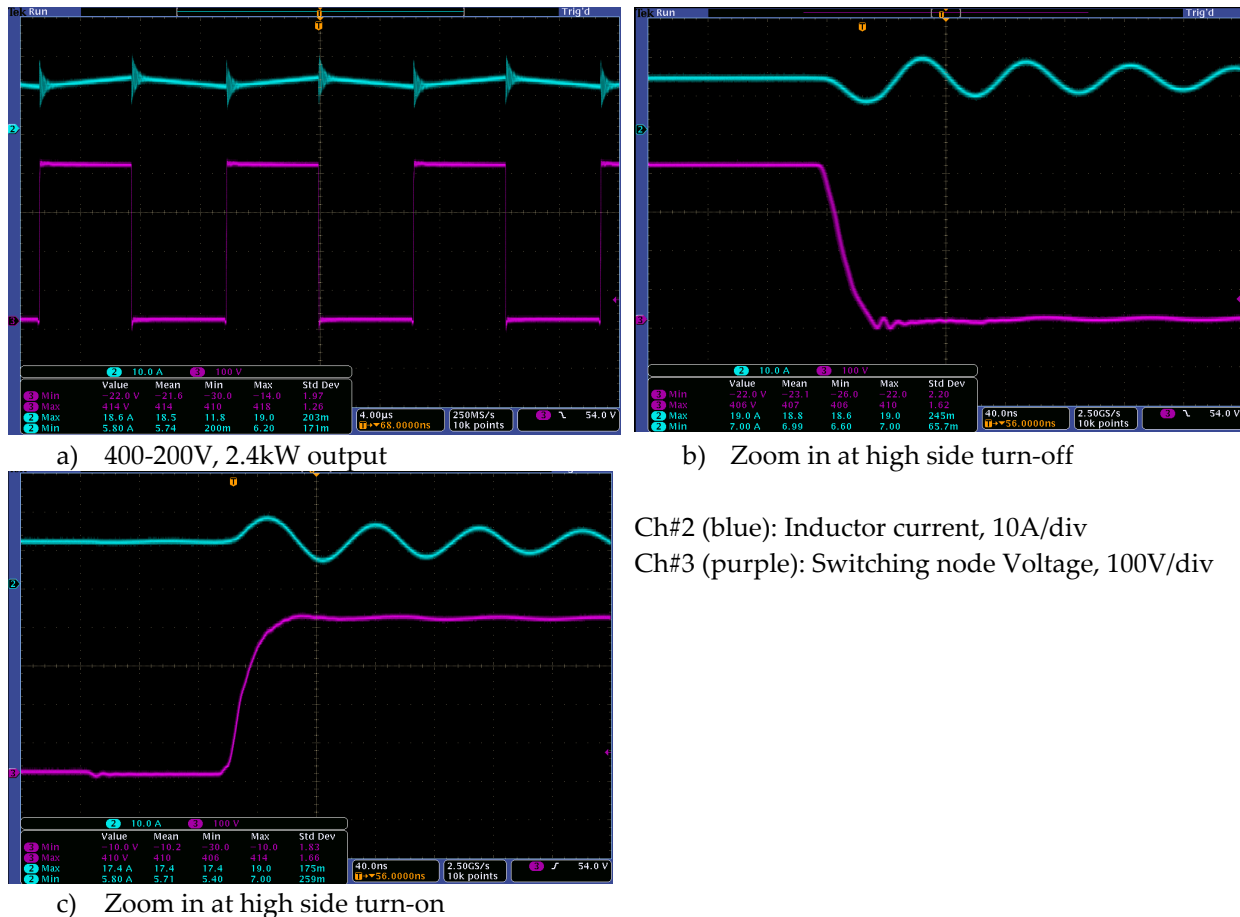 Tek Run Trig'd
T
T
2
3
2 10.0 A 3 100 V
Value Mean Min Max Std Dev
3 Min −22.0 V −21.6 −30.0 −14.0 1.97
3 Max 414 V 414 410 418 1.26
2 Max 18.6 A 18.5 11.8 19.0 203m
2 Min 5.80 A 5.74 200m 6.20 171m
4.00µs
T→▼68.0000ns
250MS/s
10k points
3 54.0 V
a) 400-200V, 2.4kW output
Tek Run Trig'd
T
T
2
3
2 10.0 A 3 100 V
Value Mean Min Max Std Dev
3 Min −22.0 V −23.1 −26.0 −22.0 2.20
3 Max 406 V 407 406 410 1.62
2 Max 19.0 A 18.8 18.6 19.0 245m
2 Min 7.00 A 6.99 6.60 7.00 65.7m
40.0ns
T→▼56.0000ns
2.50GS/s
10k points
3 54.0 V
b) Zoom in at high side turn-off
Tek Run Trig'd
T
2
3
2 10.0 A 3 100 V
Value Mean Min Max Std Dev
3 Min −10.0 V −10.2 −30.0 −10.0 1.83
3 Max 410 V 410 406 414 1.66
2 Max 17.4 A 17.4 17.4 19.0 175m
2 Min 5.80 A 5.71 5.40 7.00 259m
40.0ns
T→▼56.0000ns
2.50GS/s
10k points
3 54.0 V
c) Zoom in at high side turn-on
Ch#2 (blue): Inductor current, 10A/div
Ch#3 (purple): Switching node Voltage, 100V/div